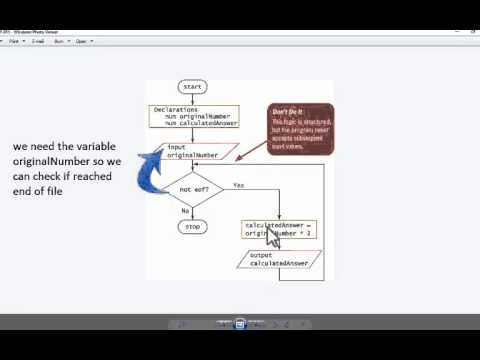 Windows Photo Viewer
Print
E-mail
Burn
Open
start
Declarations
num originalNumber
num calculatedAnswer
Don't Do It
This logic is structured,
but the program never
accepts subsequent
input values.
we need the variable
originalNumber so we
can check if reached
end of file
input
originalNumber
not eof?
Yes
No
stop
calculatedAnswer =
originalNumber * 2
output
calculatedAnswer